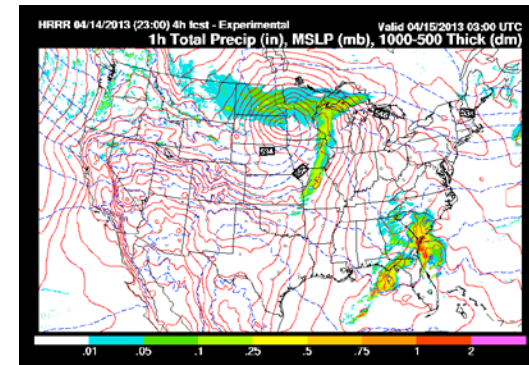 HRRR 04/14/2013 (23:00) 4h fcst - Experimental
Valid 04/15/2013 03:00 UTC
1h Total Precip (in), MSLP (mb), 1000-500 Thick (dm)
534
.01 .05 .1 .25 .5 .75 1 2